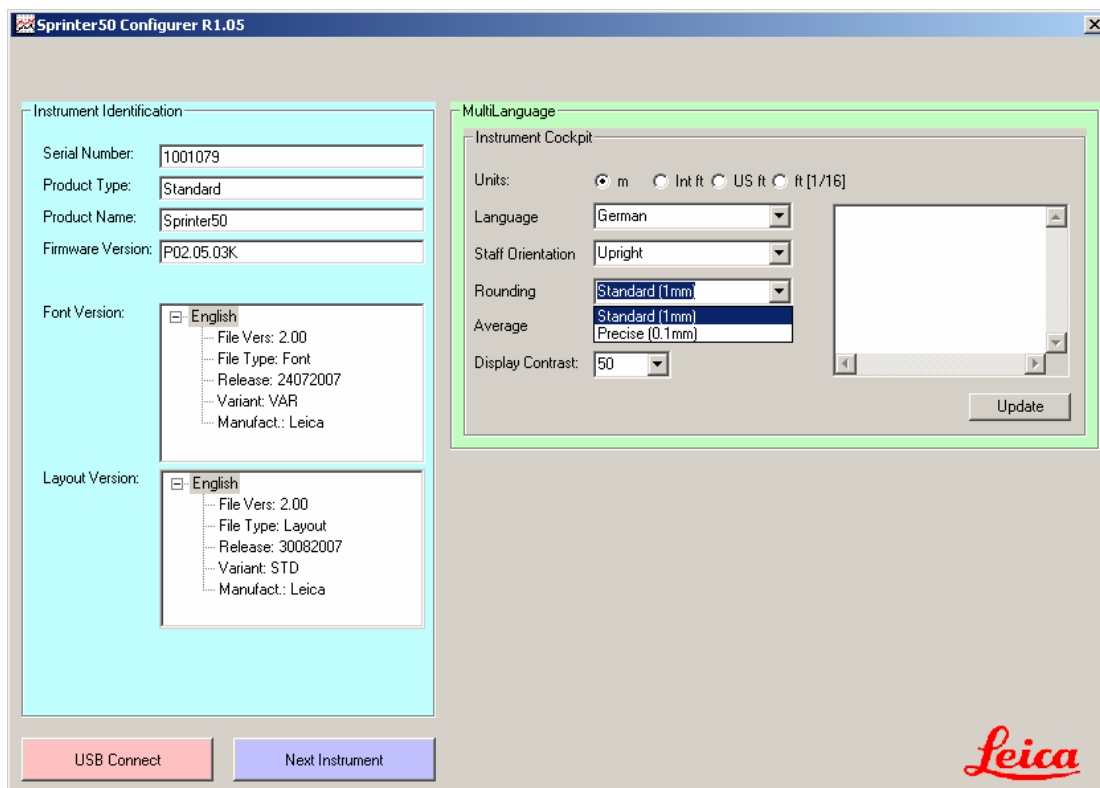 Sprinter50 Configurer R1.05
Instrument Identification
Serial Number: 1001079
Product Type: Standard
Product Name: Sprinter50
Firmware Version: P02.05.03K
Font Version:
English
File Vers: 2.00
File Type: Font
Release: 24072007
Variant: VAR
Manufact.: Leica
Layout Version:
English
File Vers: 2.00
File Type: Layout
Release: 30082007
Variant: STD
Manufact.: Leica
USB Connect
Next Instrument
MultiLanguage
Instrument Cockpit
Units: m Int ft US ft ft [1/16]
Language German
Staff Orientation Upright
Rounding Standard (1mm)
Standard (1mm)
Average Precise (0.1mm)
Display Contrast: 50
Update
Leica